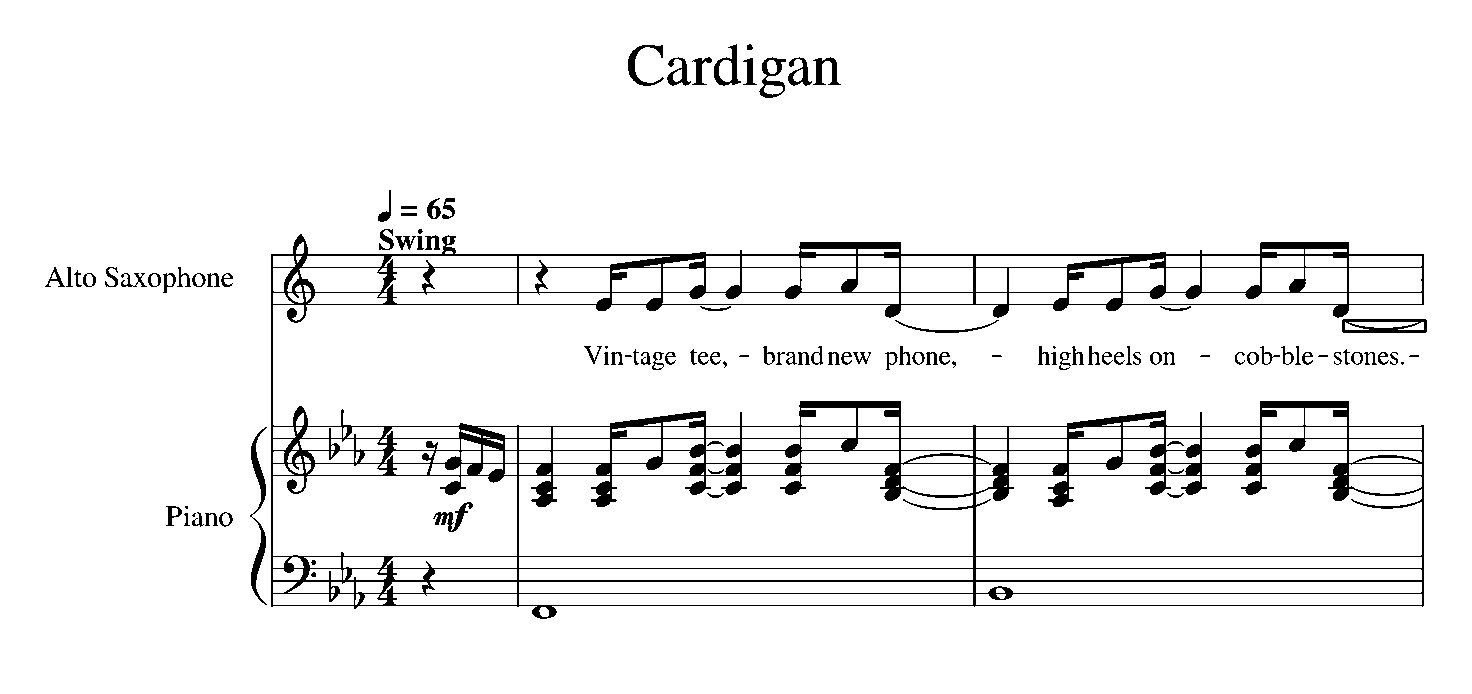 Cardigan
♩ = 65
Swing
Alto Saxophone
Vin-tage tee, - brand new phone, - high heels on - cob-ble-stones.-
Piano
mf